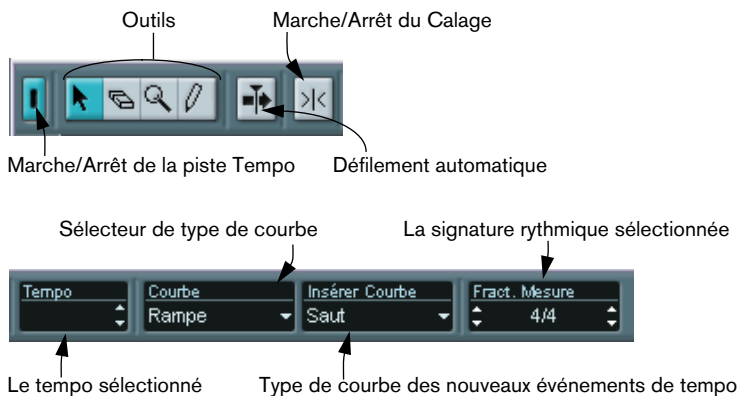 Outils
Marche/Arrêt du Calage
>|<
Marche/Arrêt de la piste Tempo
Défilement automatique
Sélecteur de type de courbe
La signature rythmique sélectionnée
Tempo
Courbe
Insérer Courbe
Fract. Mesure
Rampe
Saut
4/4
Le tempo sélectionné
Type de courbe des nouveaux événements de tempo